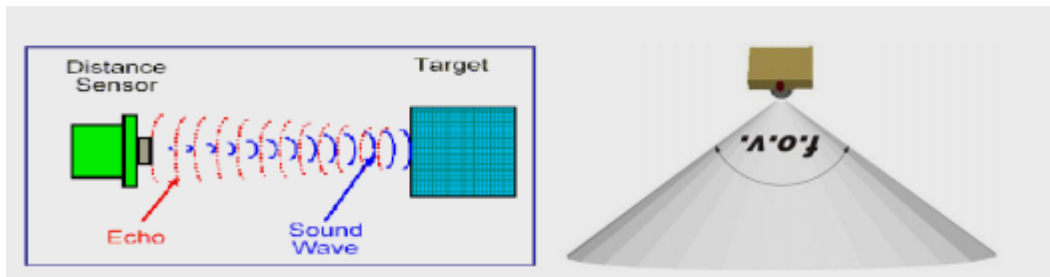 Distance
Sensor
Target
Echo
Sound
Wave
f.o.v.